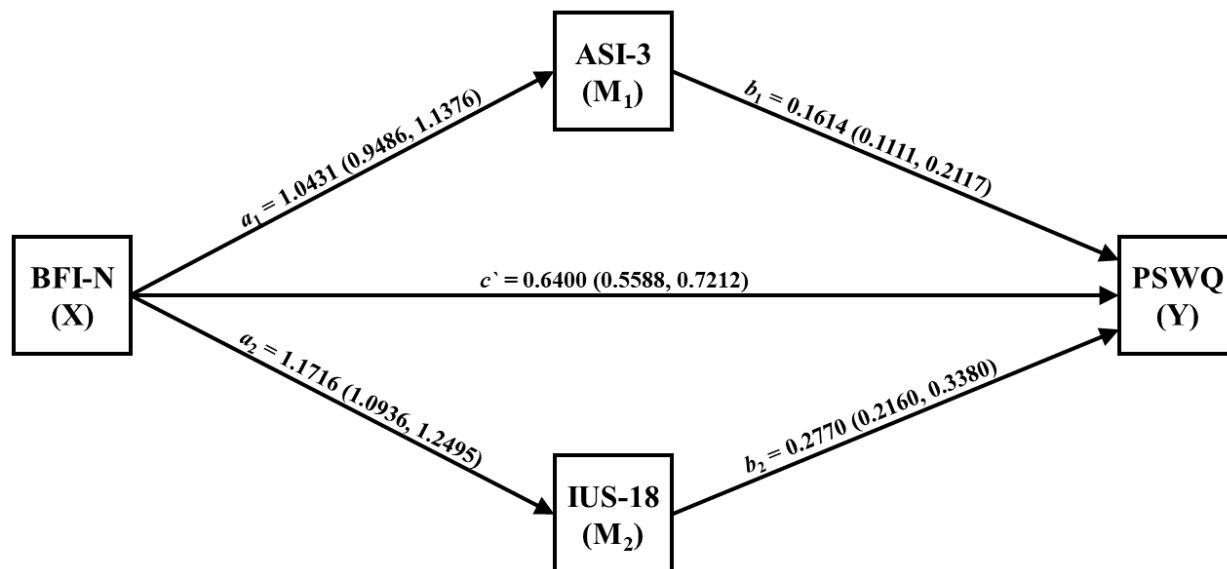 ASI-3
(M₁)
a₁ = 1.0431 (0.9486, 1.1376)
b₁ = 0.1614 (0.1111, 0.2117)
BFI-N
(X)
c` = 0.6400 (0.5588, 0.7212)
PSWQ
(Y)
a₂ = 1.1716 (1.0936, 1.2495)
b₂ = 0.2770 (0.2160, 0.3380)
IUS-18
(M₂)